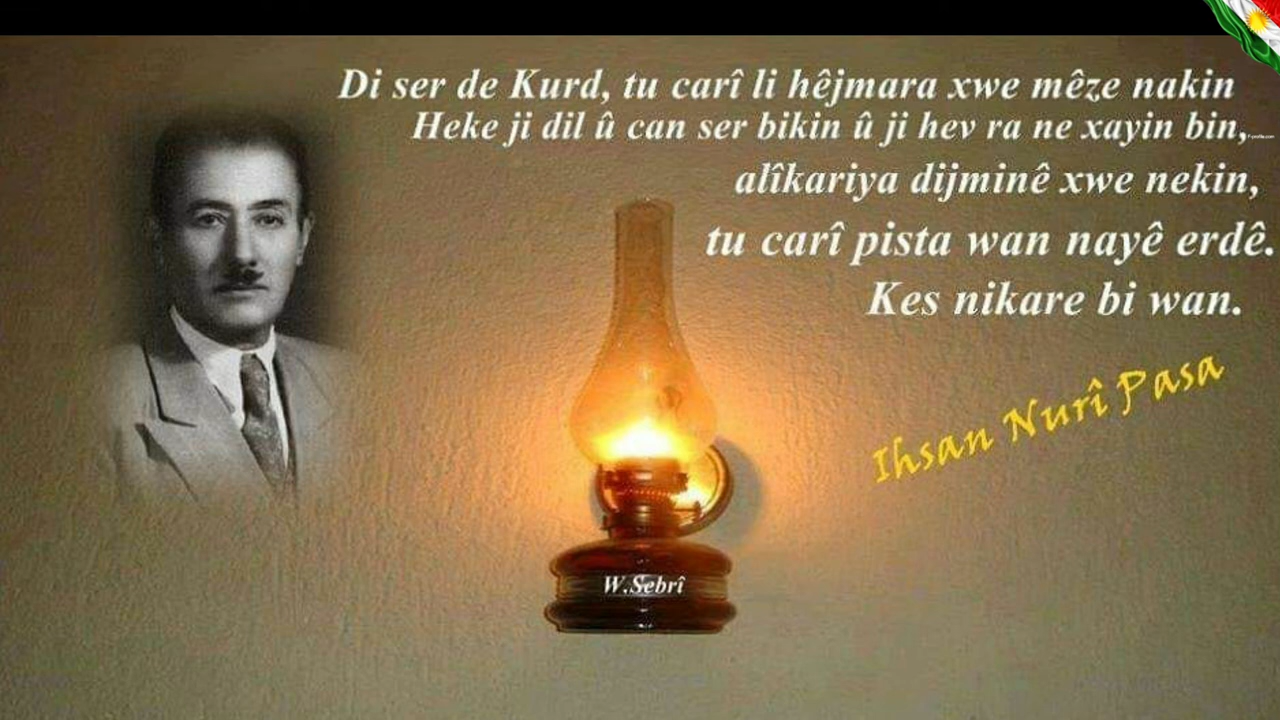 Di ser de Kurd, tu carî li hêjmara xwe mêze nakin
Heke ji dil û can ser bikin û ji hev ra ne xayin bin,
alîkariya dijminê xwe nekin,
tu carî pista wan nayê erdê.
Kes nikare bi wan.
Ihsan Nurî Pasa
W.Sebrî